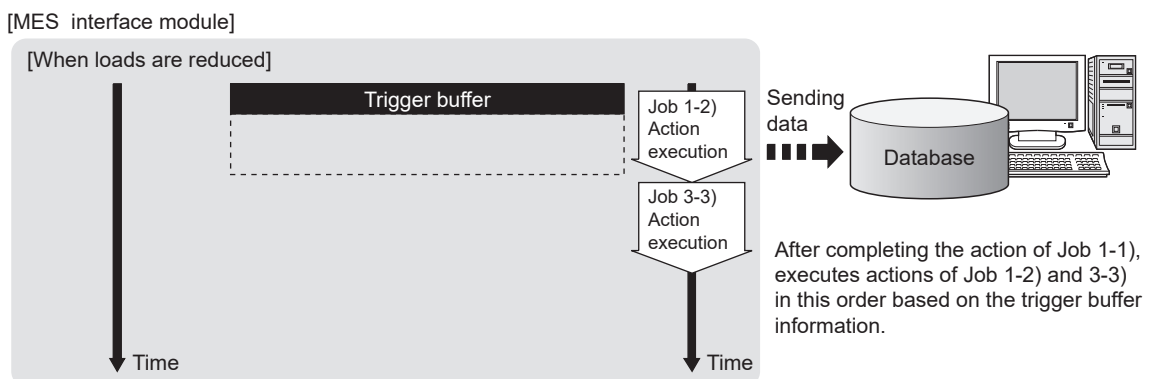 [MES interface module]
[When loads are reduced]
Trigger buffer
Job 1-2)
Action
execution
Job 3-3)
Action
execution
Time
Time
Sending
data
Database
After completing the action of Job 1-1),
executes actions of Job 1-2) and 3-3)
in this order based on the trigger buffer
information.